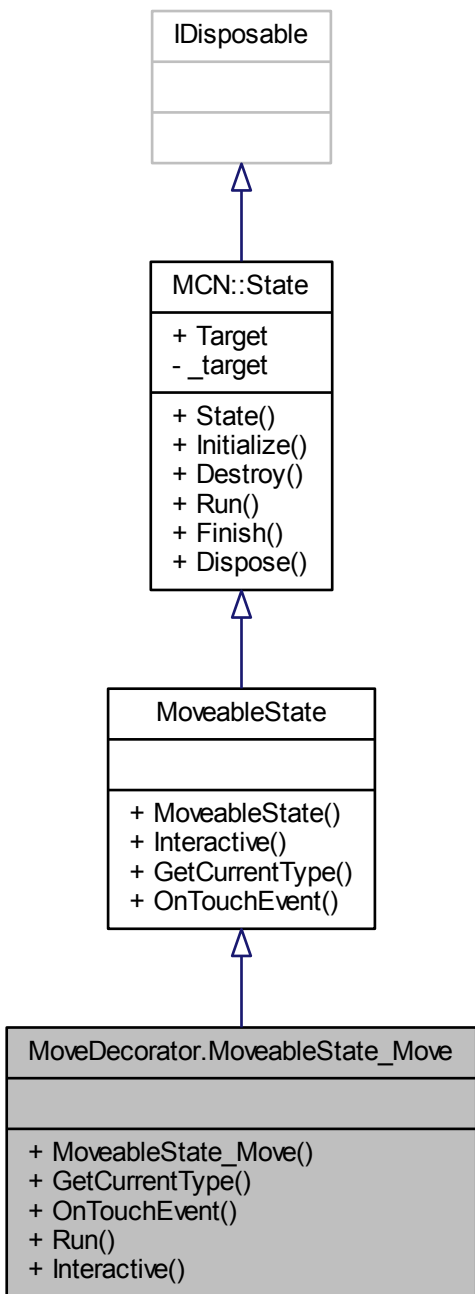 IDisposable
MCN::State
+ Target
- _target
+ State()
+ Initialize()
+ Destroy()
+ Run()
+ Finish()
+ Dispose()
MoveableState
+ MoveableState()
+ Interactive()
+ GetCurrentType()
+ OnTouchEvent()
MoveDecorator.MoveableState_Move
+ MoveableState_Move()
+ GetCurrentType()
+ OnTouchEvent()
+ Run()
+ Interactive()